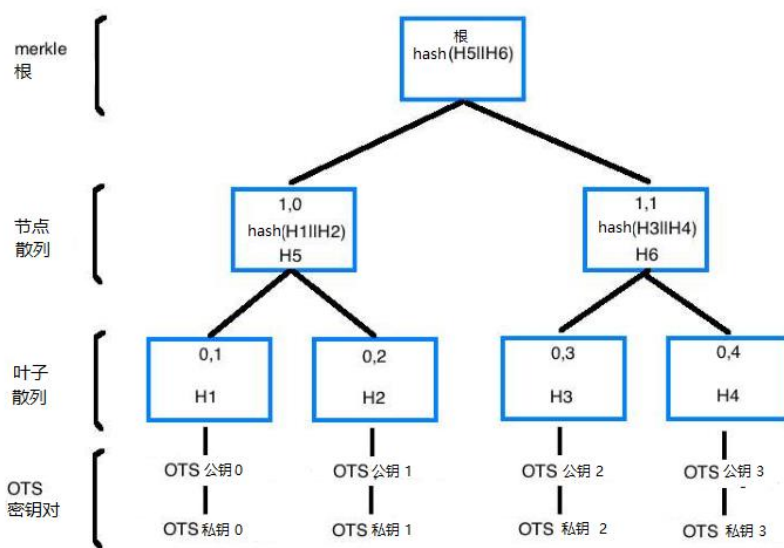 merkle
根
根
hash(H5llH6)
节点
散列
1,0
hash(H1llH2)
H5
1,1
hash(H3llH4)
H6
叶子
散列
0,1
H1
0,2
H2
0,3
H3
0,4
H4
OTS
密钥对
OTS 公钥 0
OTS 公钥 1
OTS 公钥 2
OTS 公钥 3
OTS 私钥 0
OTS 私钥 1
OTS 私钥 2
OTS 私钥 3